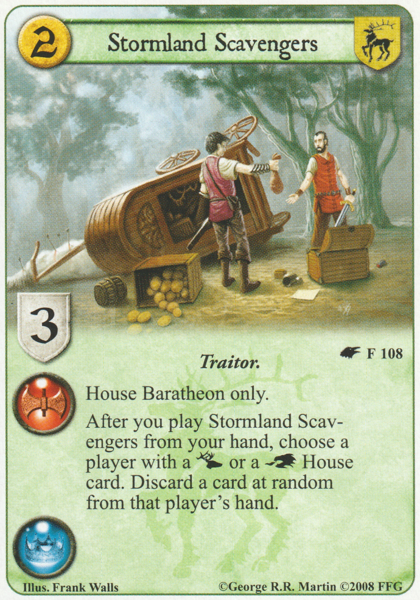 2 Stormland Scavengers
3
Traitor.
F 108
House Baratheon only.
After you play Stormland Scav-
engers from your hand, choose a
player with a or a House
card. Discard a card at random
from that player's hand.
Illus. Frank Walls ©George R.R. Martin ©2008 FFG